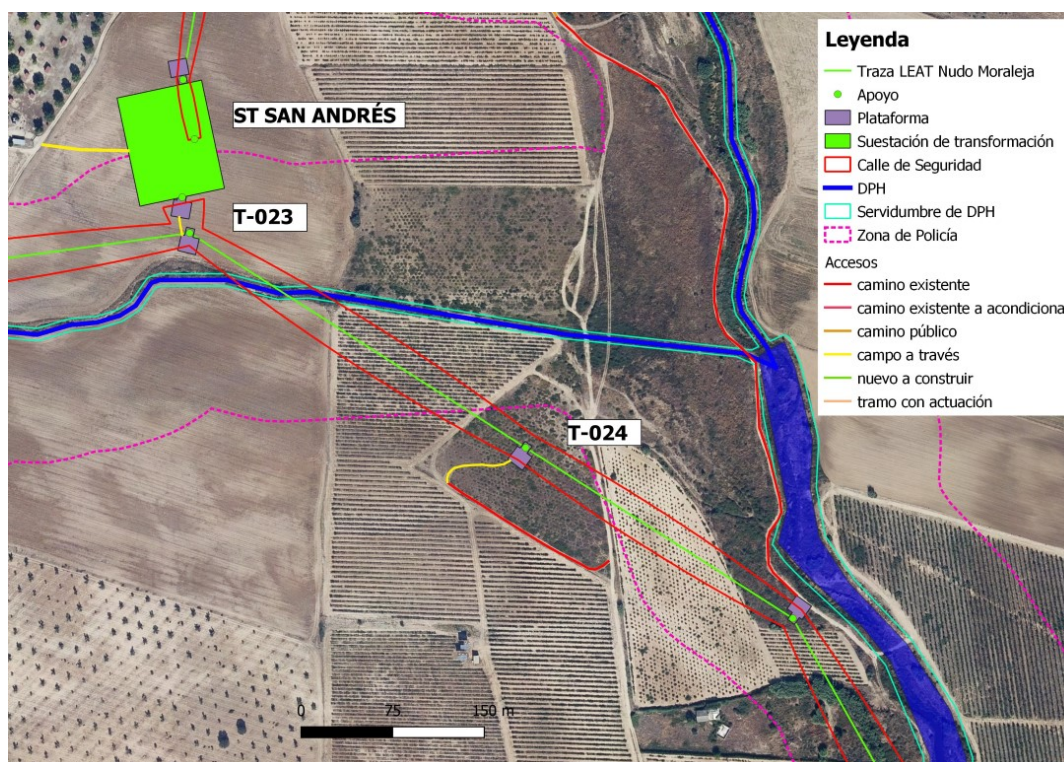 ST SAN ANDRÉS
T-023
T-024
0 75 150 m
Leyenda
Traza LEAT Nudo Moraleja
Apoyo
Plataforma
Suestación de transformación
Calle de Seguridad
DPH
Servidumbre de DPH
Zona de Policía
Accesos
camino existente
camino existente a acondiciona
camino público
campo a través
nuevo a construir
tramo con actuación